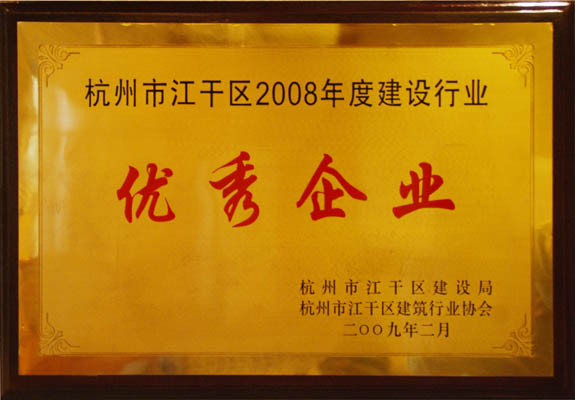 杭州市江干区2008年度建设行业
优秀企业
杭州市江干区建设局
杭州市江干区建筑行业协会
二〇〇九年二月